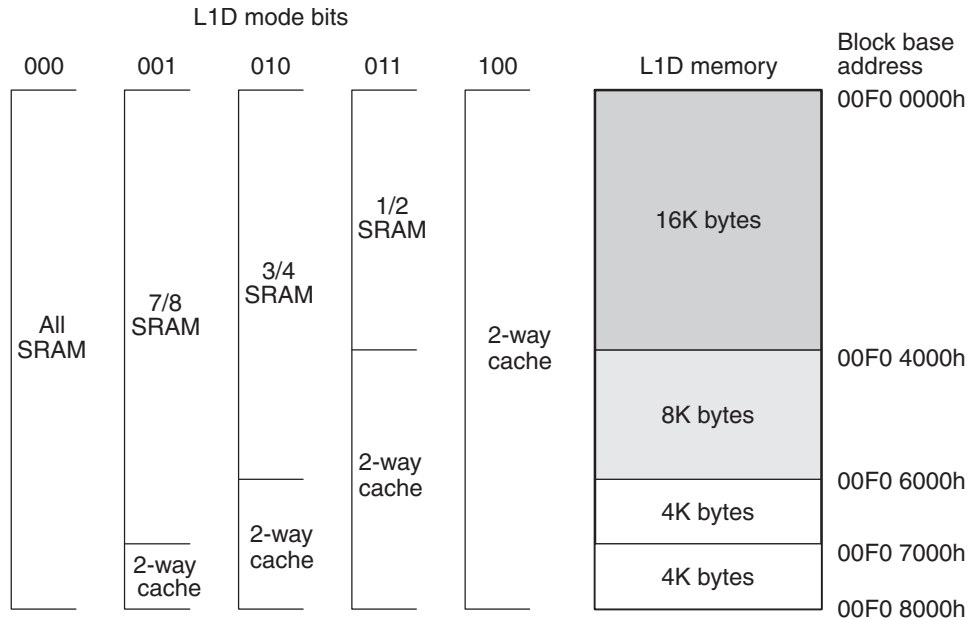 L1D mode bits
000 001 010 011 100 L1D memory
Block base
address
00F0 0000h
All
SRAM
7/8
SRAM
2-way
cache
3/4
SRAM
2-way
cache
1/2
SRAM
2-way
cache
2-way
cache
16K bytes
00F0 4000h
8K bytes
00F0 6000h
4K bytes
00F0 7000h
4K bytes
00F0 8000h